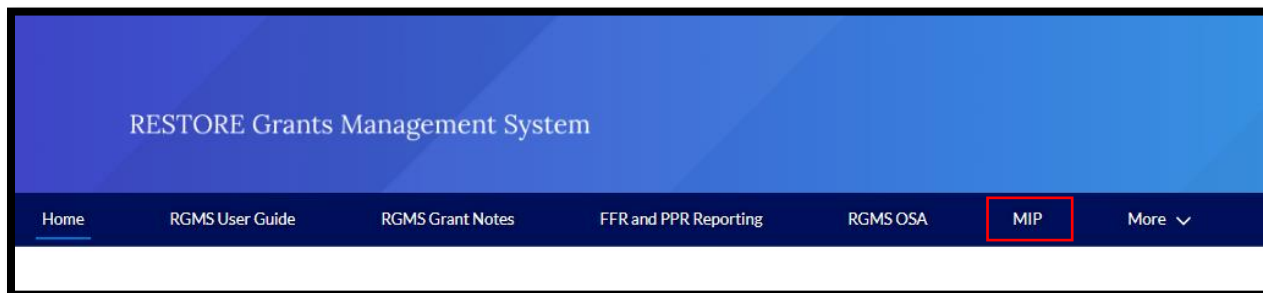 RESTORE Grants Management System
Home RGMS User Guide RGMS Grant Notes FFR and PPR Reporting RGMS OSA MIP More